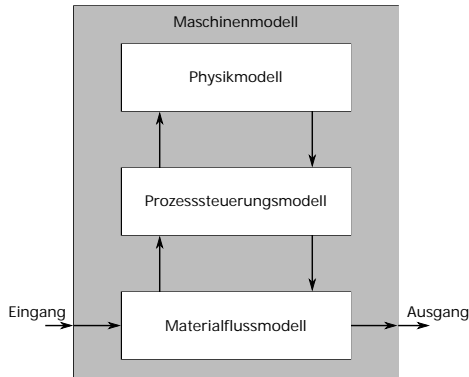 Maschinenmodell
Physikmodell
Prozesssteuerungsmodell
Eingang
Ausgang
Materialflussmodell